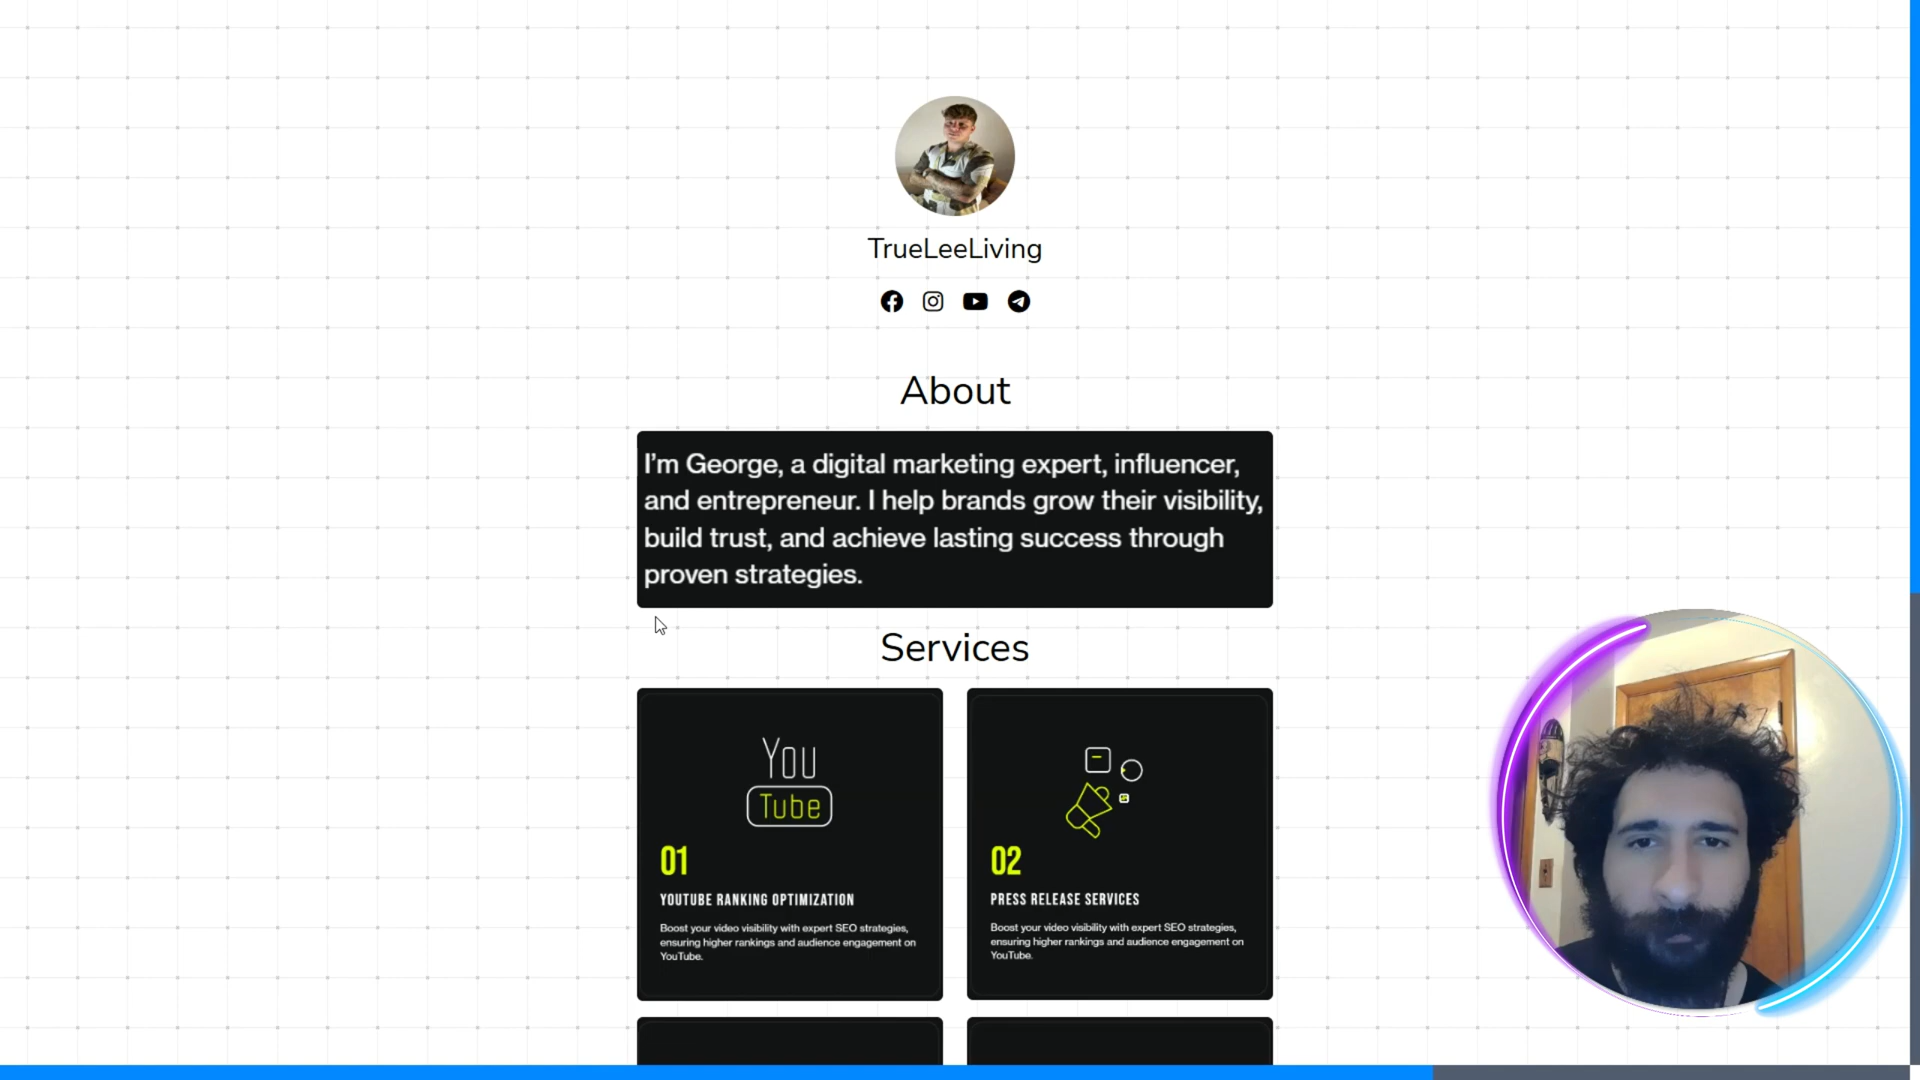 TrueLeeLiving
About
I'm George, a digital marketing expert, influencer,
and entrepreneur. I help brands grow their visibility,
build trust, and achieve lasting success through
proven strategies.
Services
You
Tube
01
YOUTUBE RANKING OPTIMIZATION
Boost your video visibility with expert SEO strategies,
ensuring higher rankings and audience engagement on
YouTube.
02
PRESS RELEASE SERVICES
Boost your video visibility with expert SEO strategies,
ensuring higher rankings and audience engagement on
YouTube.